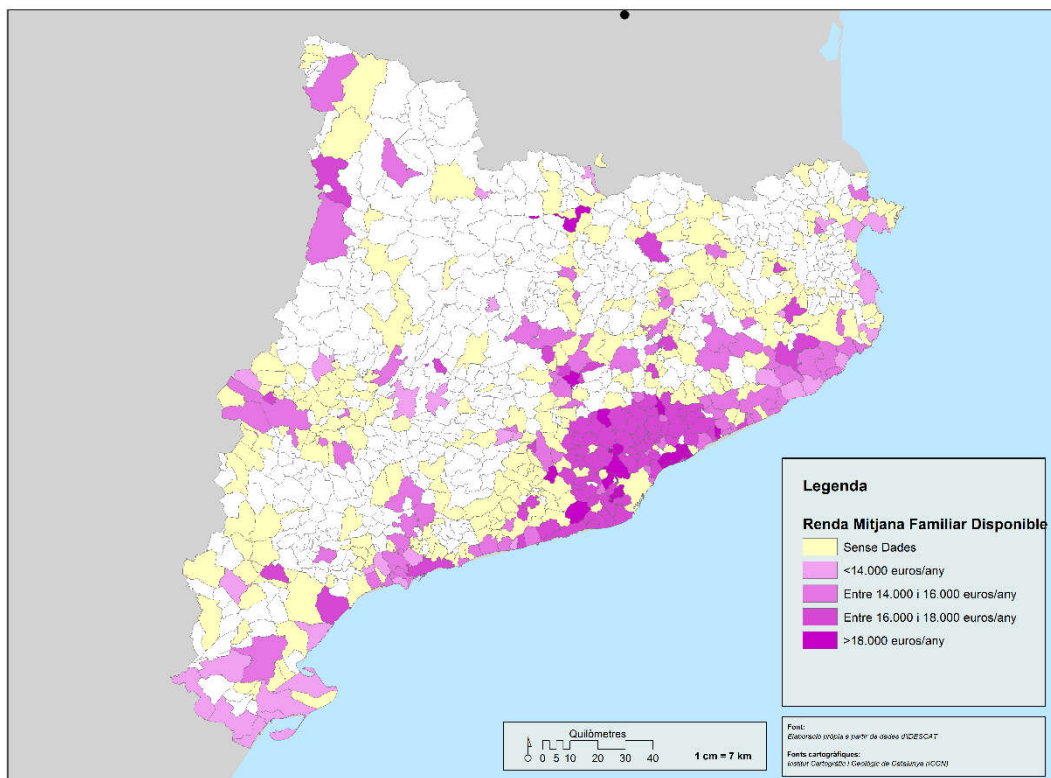 Legenda
Renda Mitjana Familiar Disponible
Sense Dades
<14.000 euros/any
Entre 14.000 i 16.000 euros/any
Entre 16.000 i 18.000 euros/any
>18.000 euros/any
Quilòmetres
0 5 10 20 30 40
1 cm = 7 km
Font:
Elaboració pròpia a partir de dades d'IDESCAT
Fonts cartogràfiques:
Institut Cartogràfic i Geològic de Catalunya (ICGN)